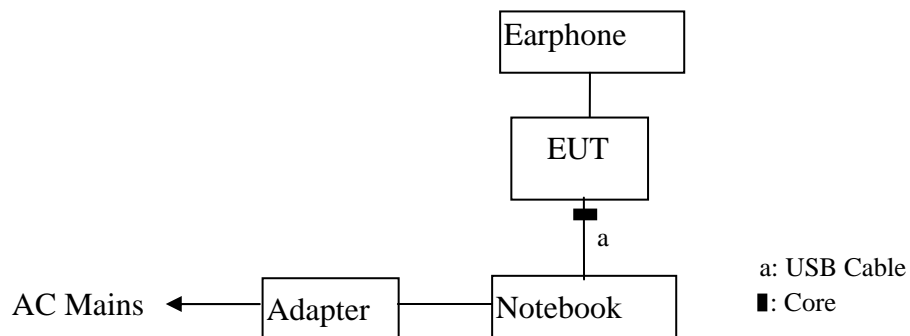 Earphone
EUT
a
a: USB Cable
AC Mains
Adapter
Notebook
: Core